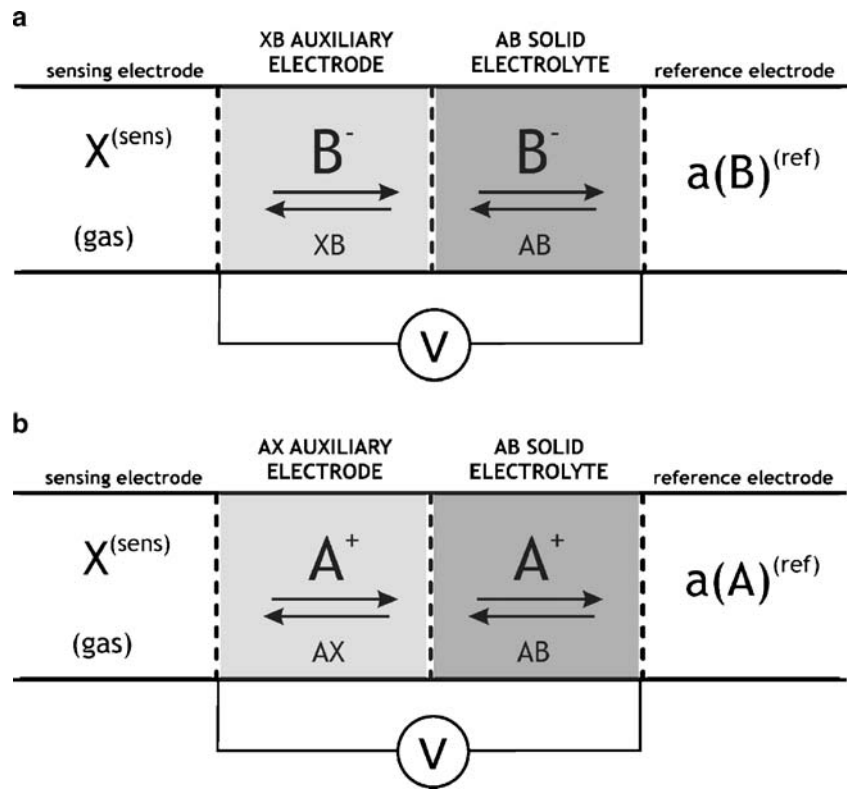 a
XB AUXILIARY ELECTRODE
AB SOLID ELECTROLYTE
sensing electrode
reference electrode
X(sens)
(gas)
B-
XB
B-
AB
a(B)(ref)
V
b
AX AUXILIARY ELECTRODE
AB SOLID ELECTROLYTE
sensing electrode
reference electrode
X(sens)
(gas)
A+
AX
A+
AB
a(A)(ref)
V